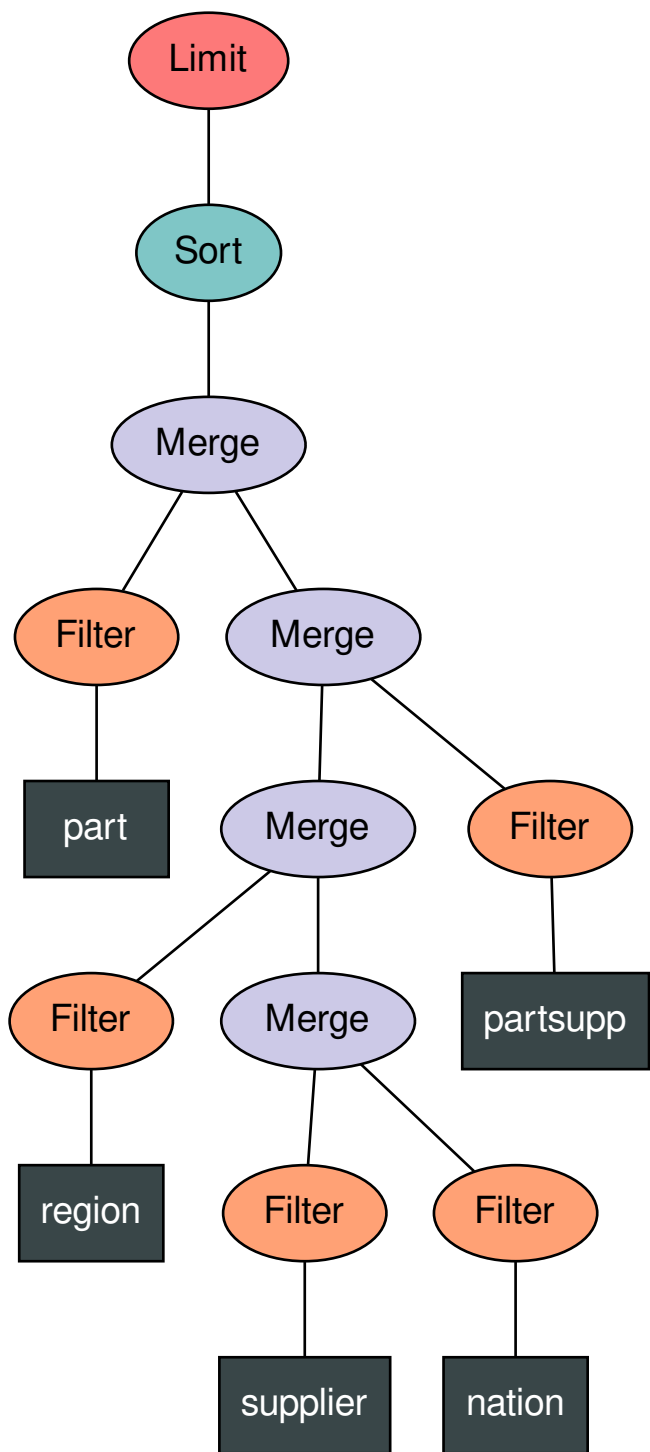 Limit
Sort
Merge
Filter
Merge
part
Merge
Filter
Filter
Merge
partsupp
region
Filter
Filter
supplier
nation